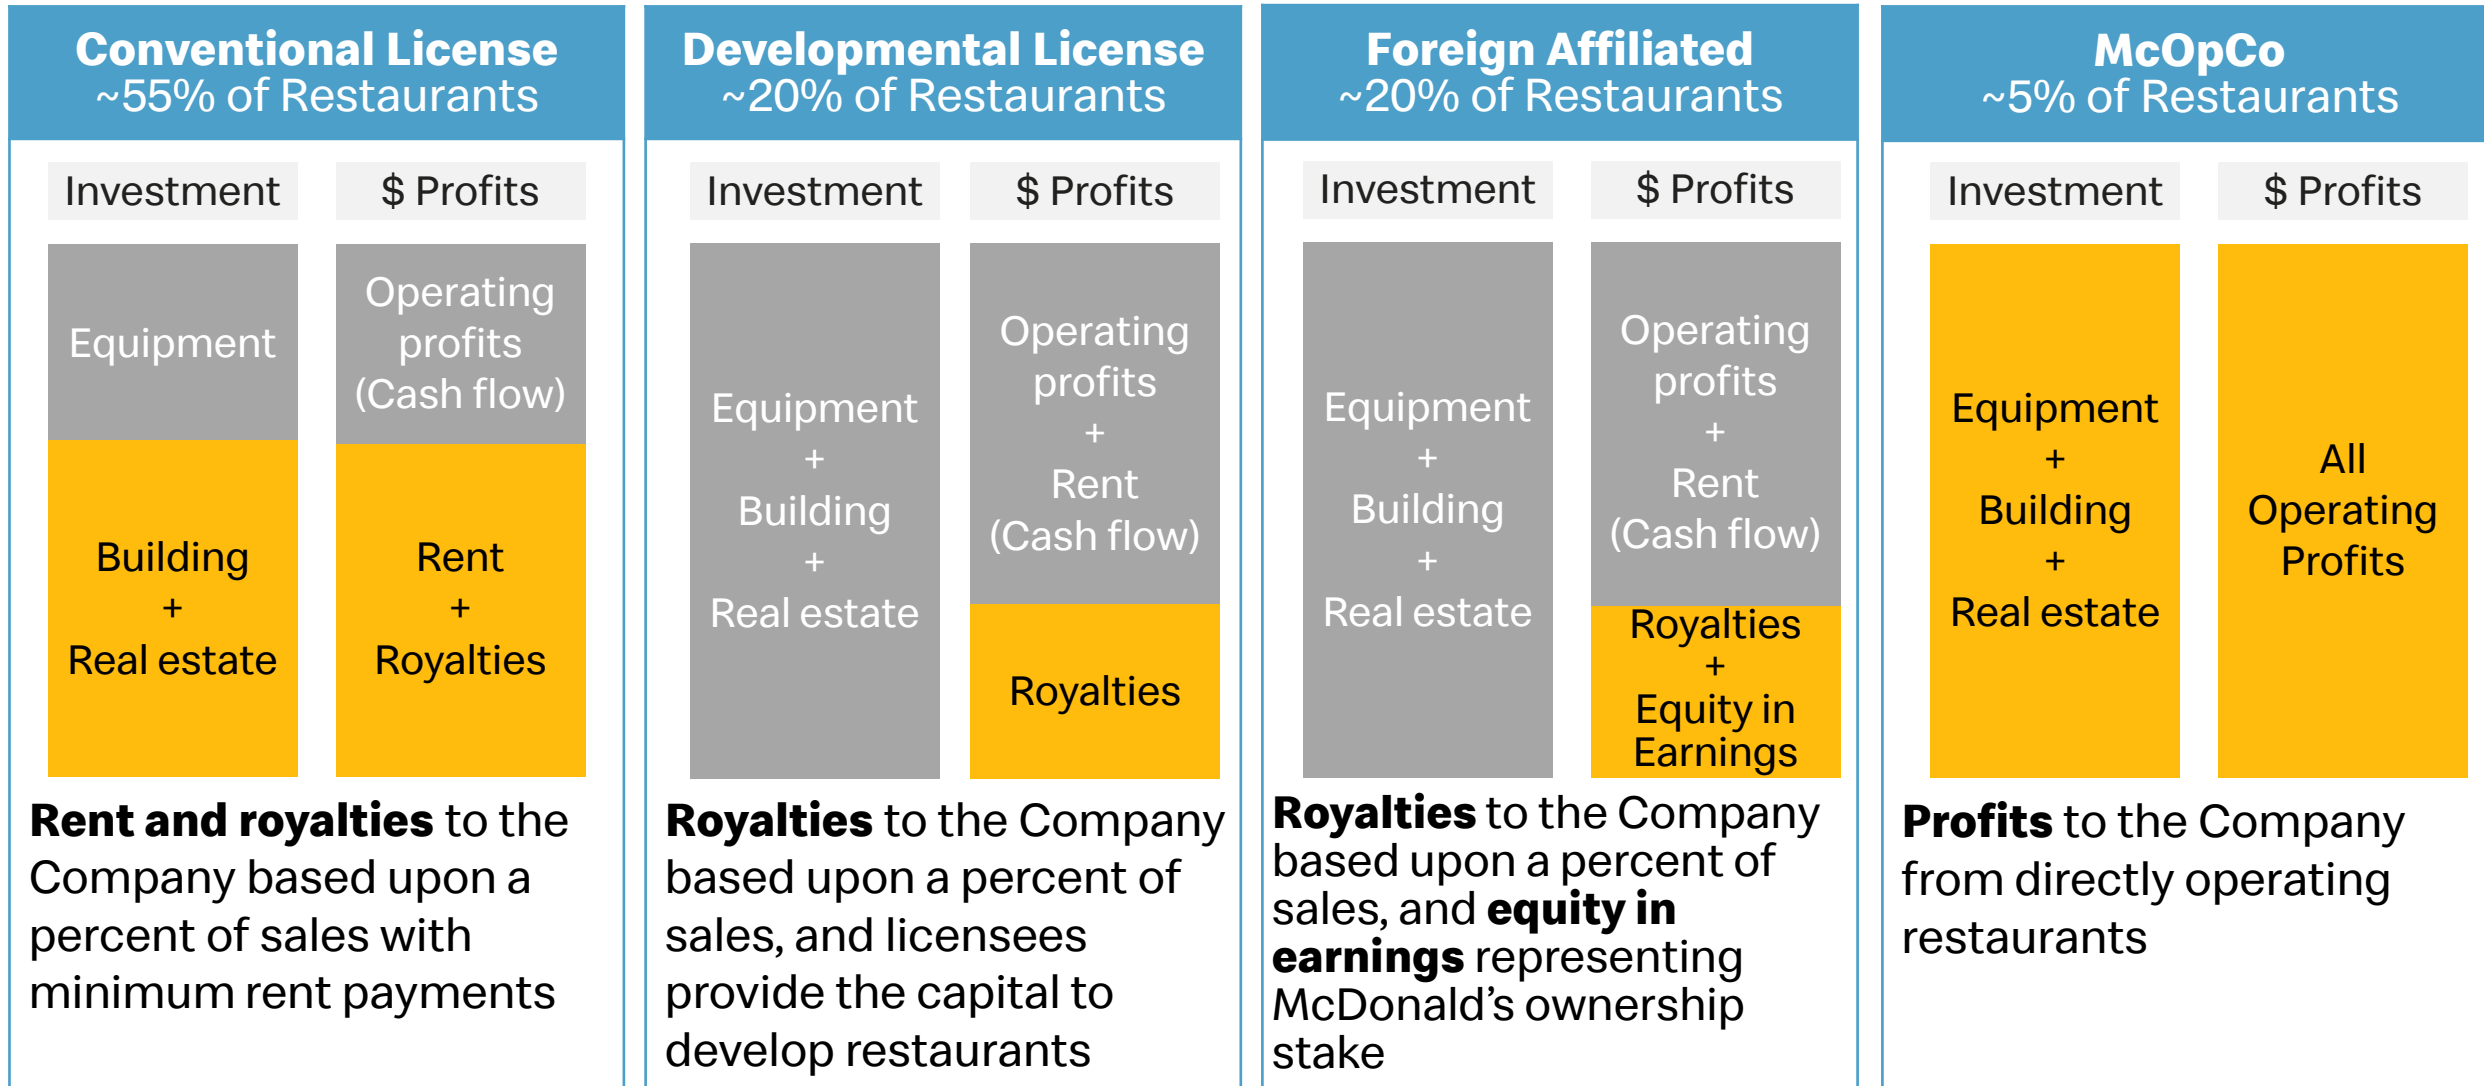 Conventional License
~55% of Restaurants
Investment
$ Profits
Equipment
Operating
profits
(Cash flow)
Building
+
Real estate
Rent
+
Royalties
Rent and royalties to the
Company based upon a
percent of sales with
minimum rent payments
Developmental License
~20% of Restaurants
Investment
$ Profits
Equipment
+
Building
+
Real estate
Operating
profits
+
Rent
(Cash flow)
Royalties
Royalties to the Company
based upon a percent of
sales, and licensees
provide the capital to
develop restaurants
Foreign Affiliated
~20% of Restaurants
Investment
$ Profits
Equipment
+
Building
+
Real estate
Operating
profits
+
Rent
(Cash flow)
Royalties
+
Equity in
Earnings
Royalties to the Company
based upon a percent of
sales, and equity in
earnings representing
McDonald’s ownership
stake
McOpCo
~5% of Restaurants
Investment
$ Profits
Equipment
+
Building
+
Real estate
All
Operating
Profits
Profits to the Company
from directly operating
restaurants